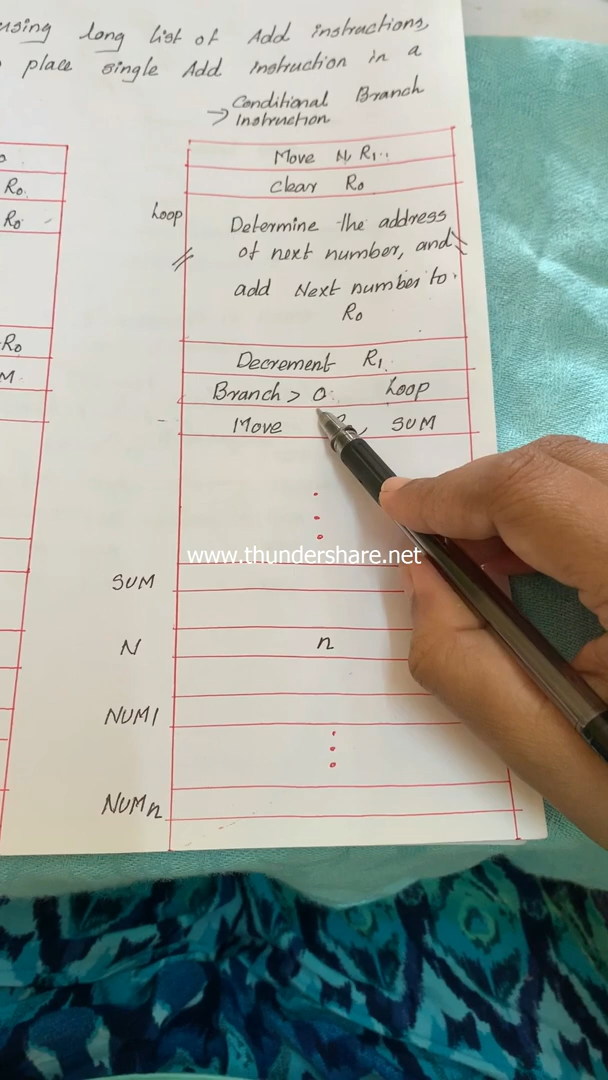 using long list of Add instructions,
place single Add instruction in a
→ Conditional Branch
Instruction
Move N, R1
Clear R0
R0
R0
Loop
Determine the address
of next number, and
add Next number to
R0
R0
M
Decrement R1
Branch > 0 Loop
Move , SUM
www.thundershare.net
SUM
N n
NUM1
NUMn